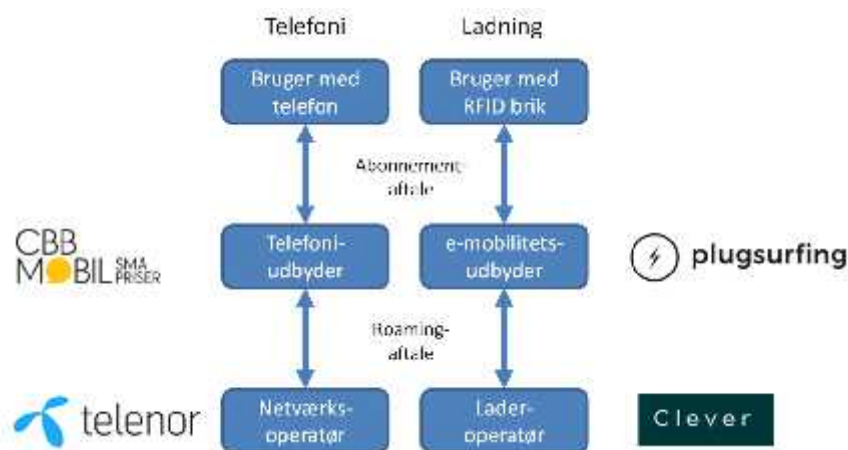 Telefoni
Ladning
Bruger med
telefon
Bruger med
RFID brik
Abonnement-
aftale
CBB
MOBIL SMÅ
PRISER
Telefoni-
udbyder
e-mobilitets-
udbyder
plugsurfing
Roaming-
aftale
telenor
Netværks-
operatør
Lader-
operatør
Clever